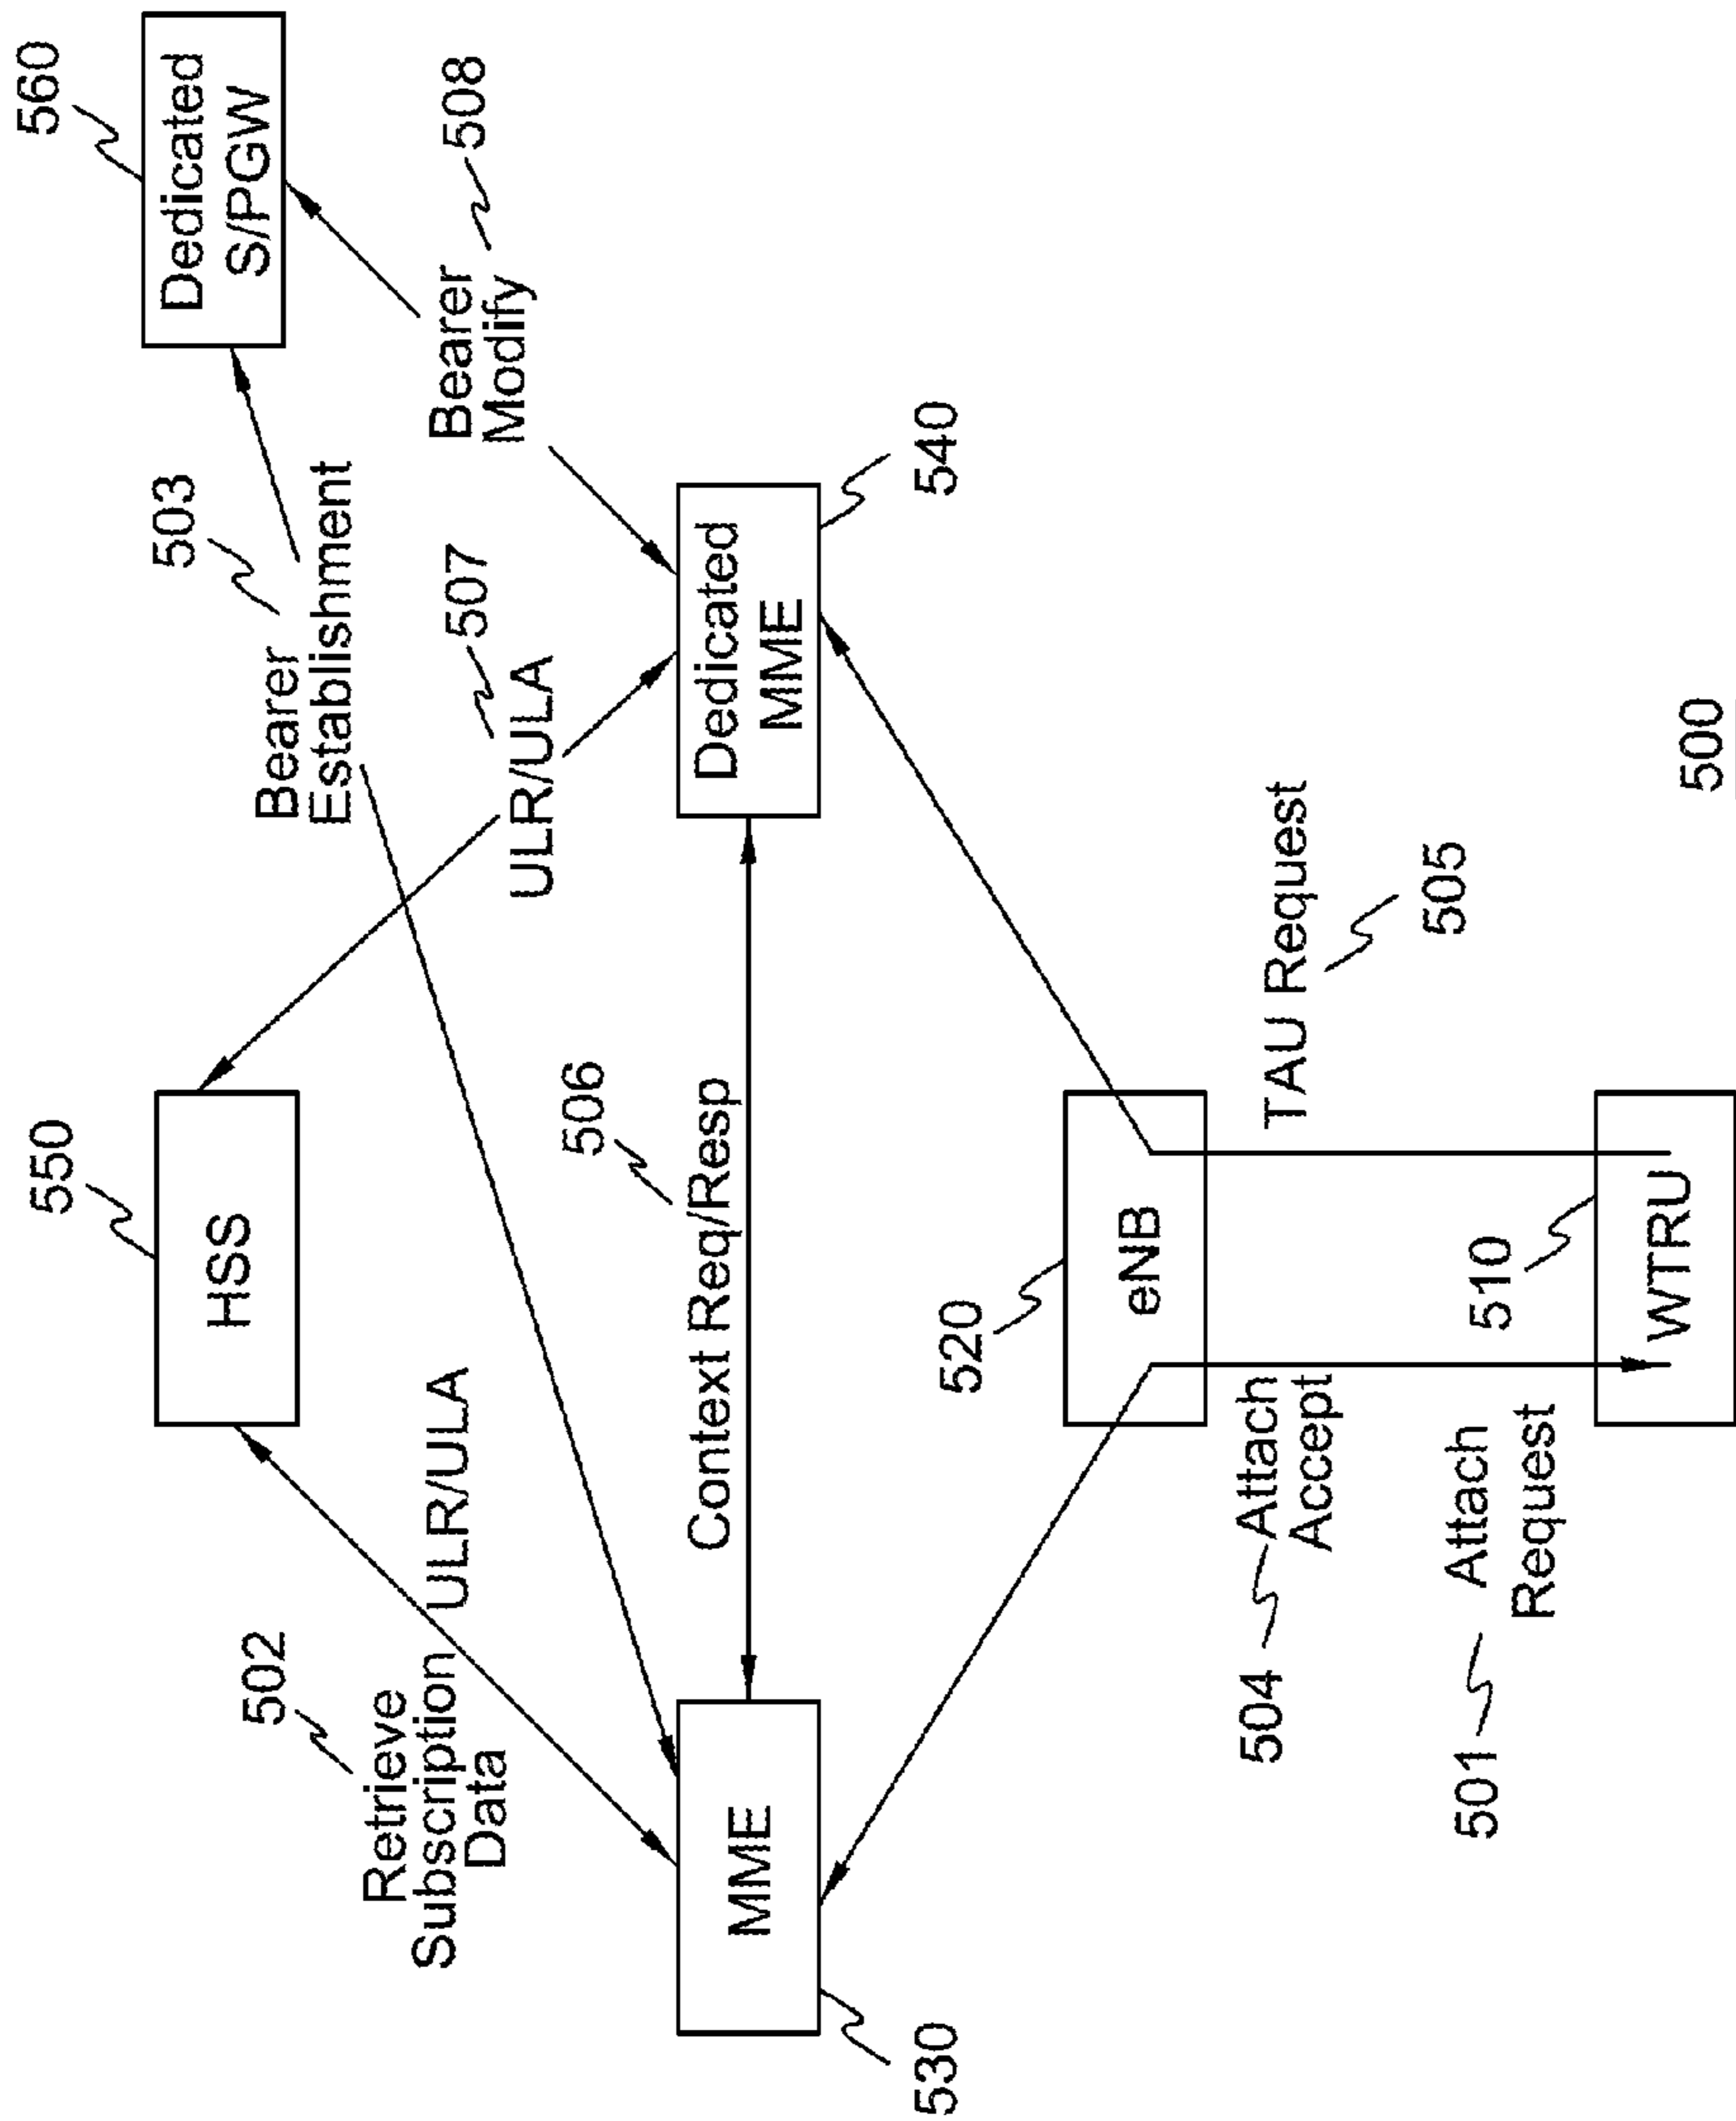 560
Dedicated
S/PGW
503
Bearer
Establishment
508
Bearer
Modify
550
HSS
507
ULR/ULA
502
Retrieve
Subscription
Data
ULR/ULA
506
Context Req/Resp
540
Dedicated
MME
MME
530
520
eNB
504
Attach
Accept
TAU Request
505
501
Attach
Request
510
WTRU
500